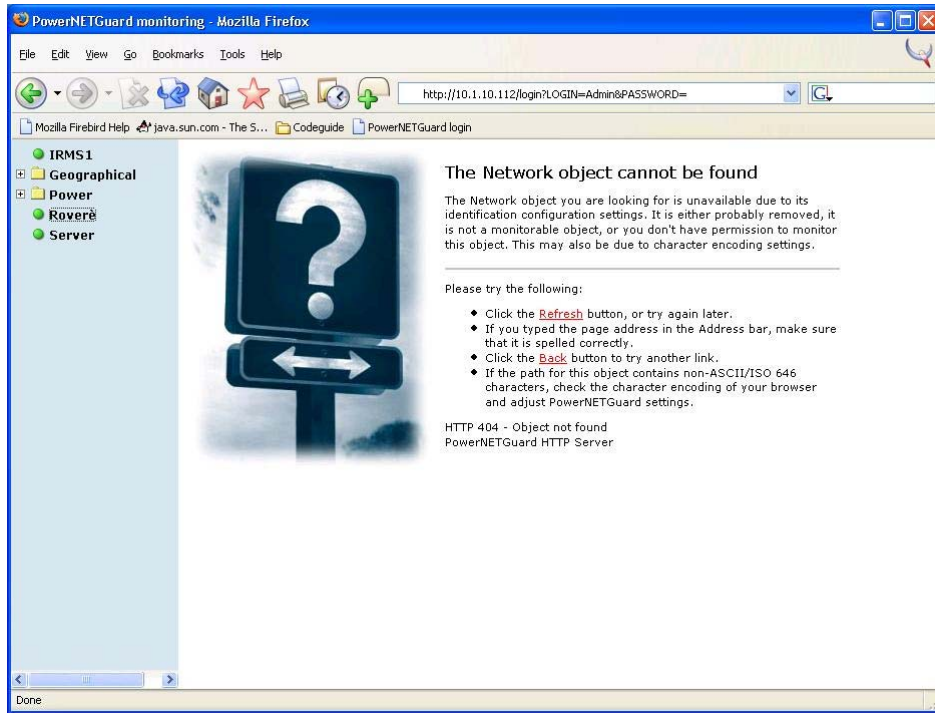 PowerNETGuard monitoring - Mozilla Firefox
File Edit View Go Bookmarks Tools Help
http://10.1.10.112/login?LOGIN=Admin&PASSWORD=
G
Mozilla Firebird Help java.sun.com - The S... Codeguide PowerNETGuard login
IRMS1
Geographical
Power
Roverè
Server
?
The Network object cannot be found
The Network object you are looking for is unavailable due to its
identification configuration settings. It is either probably removed, it
is not a monitorable object, or you don't have permission to monitor
this object. This may also be due to character encoding settings.
Please try the following:
Click the Refresh button, or try again later.
If you typed the page address in the Address bar, make sure
that it is spelled correctly.
Click the Back button to try another link.
If the path for this object contains non-ASCII/ISO 646
characters, check the character encoding of your browser
and adjust PowerNETGuard settings.
HTTP 404 - Object not found
PowerNETGuard HTTP Server
Done